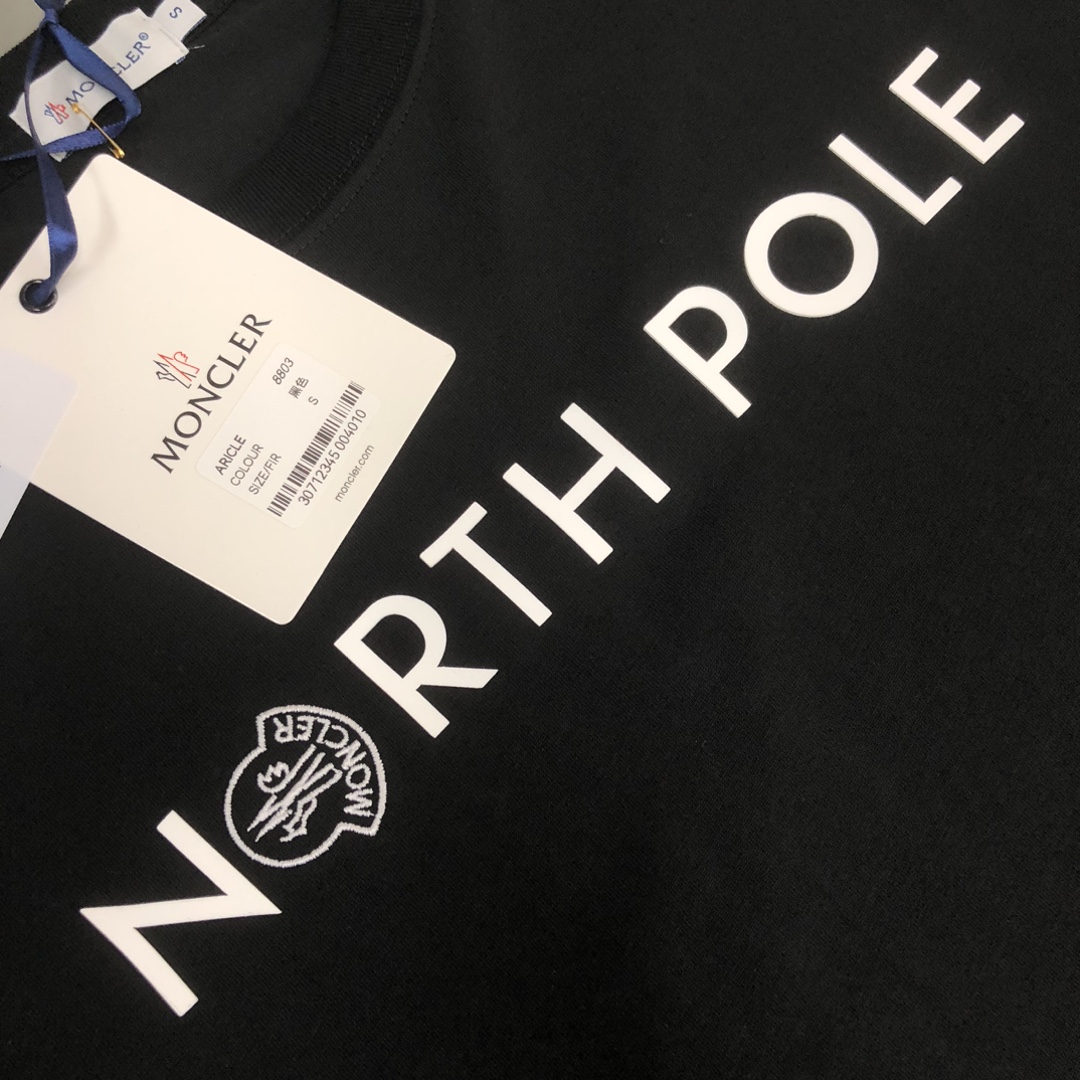 S
MONCLER®
MONCLER
ARICLE 8803
COLOUR 黑色
SIZE/FIR S
30712345 004010
moncler.com
NORTH POLE
MONCLER